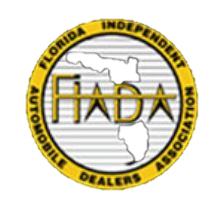 FLORIDA INDEPENDENT
AUTOMOBILE DEALERS ASSOCIATION
FIADA